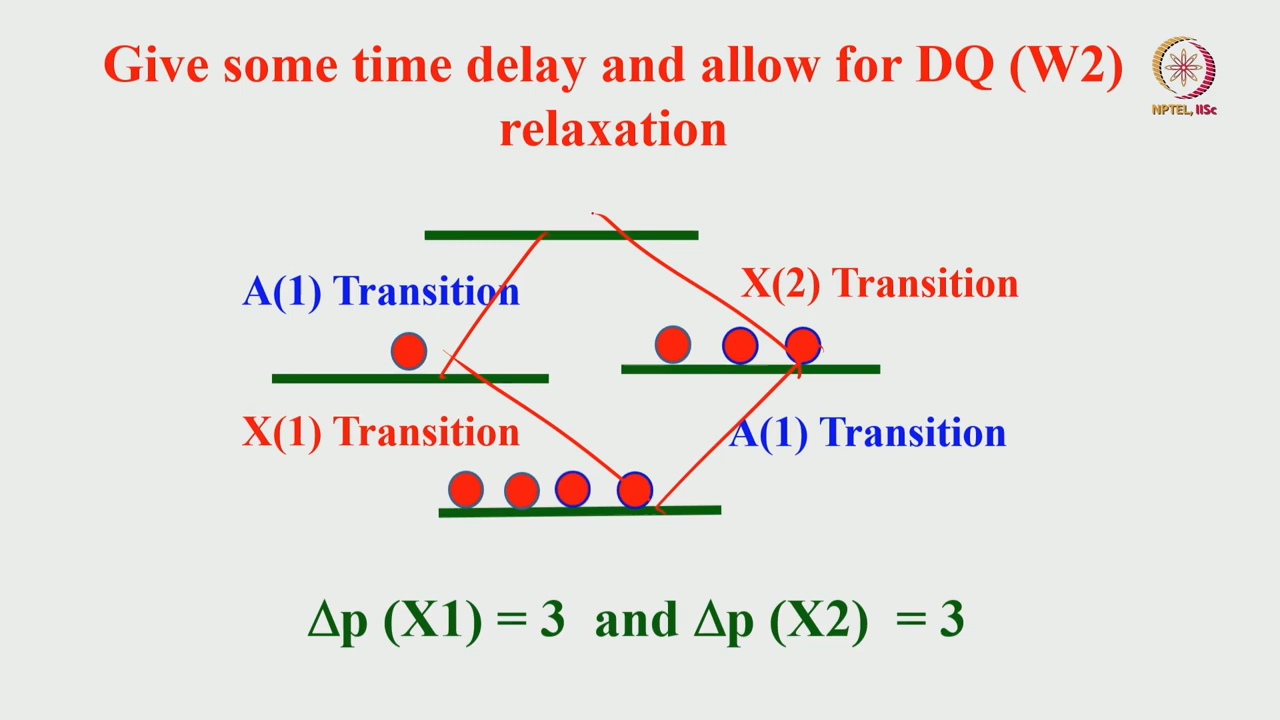 Give some time delay and allow for DQ (W2)
relaxation
NPTEL, IISc
A(1) Transition
X(2) Transition
X(1) Transition
A(1) Transition
Δp (X1) = 3 and Δp (X2) = 3